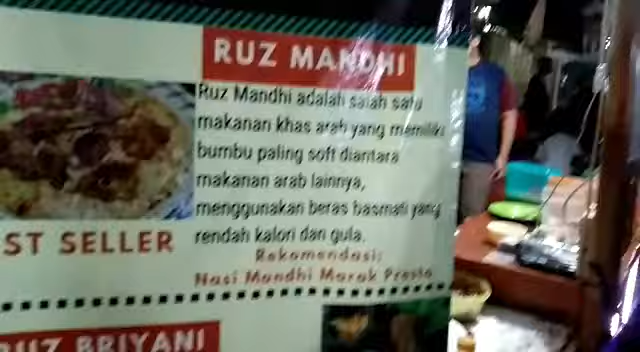 RUZ MANDHI
Ruz Mandhi adalah salah satu
makanan khas arab yang memiliki
bumbu paling soft diantara
makanan arab lainnya,
menggunakan beras basmati yang
rendah kalori dan gula.
ST SELLER
Rekomendasi:
Nasi Mandhi Marak Presto
RUZ BRIYANI